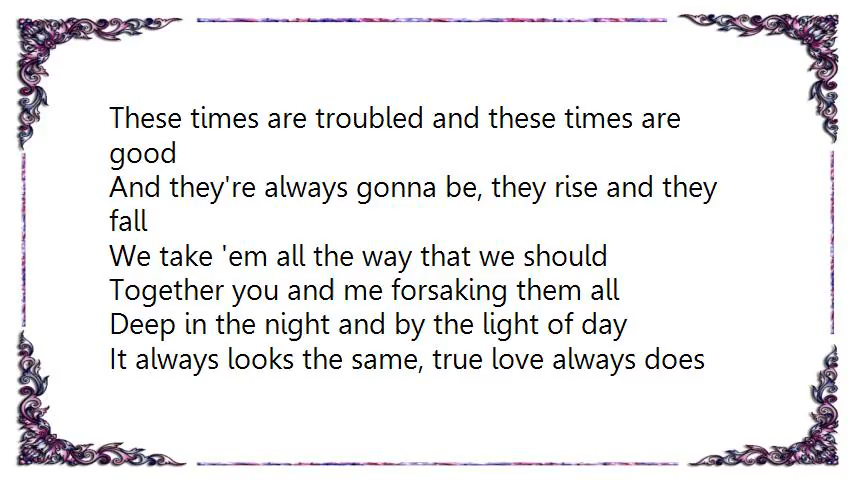 These times are troubled and these times are
good
And they're always gonna be, they rise and they
fall
We take 'em all the way that we should
Together you and me forsaking them all
Deep in the night and by the light of day
It always looks the same, true love always does